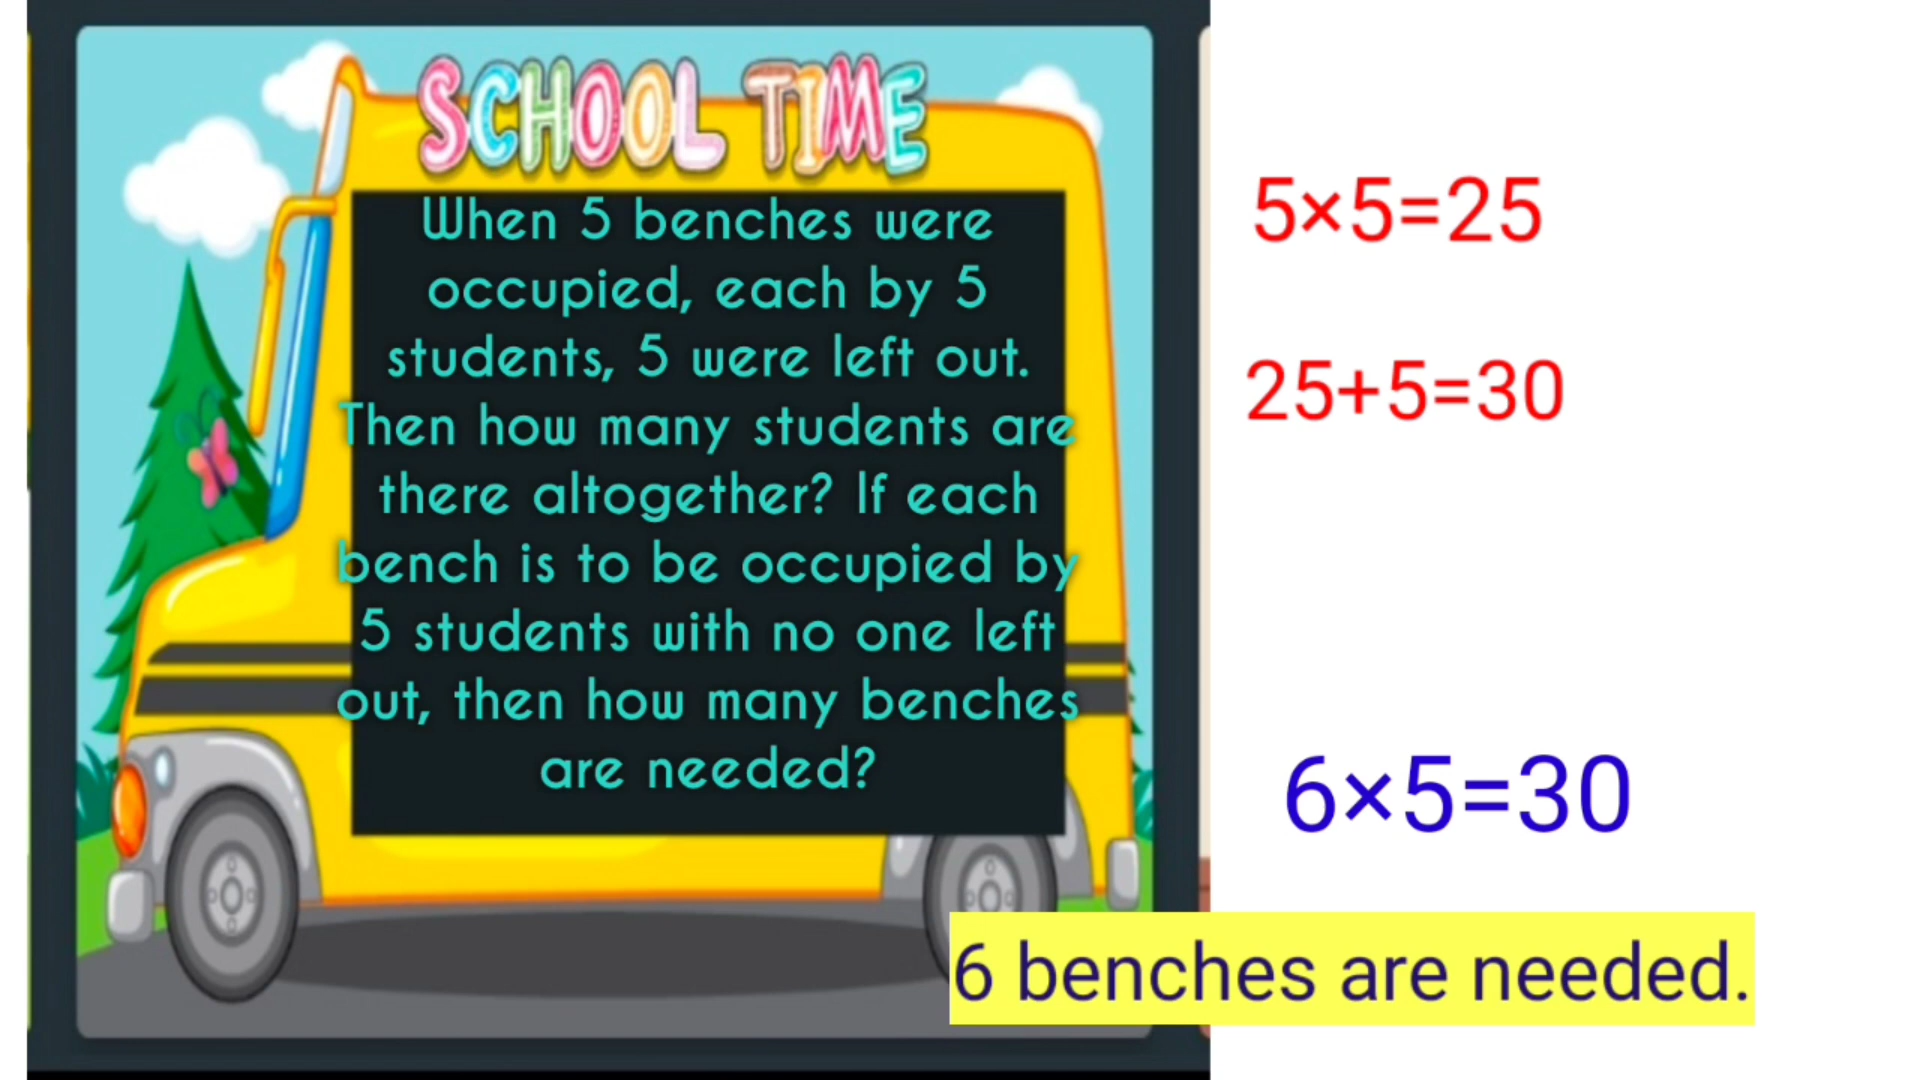 SCHOOL TIME
When 5 benches were
occupied, each by 5
students, 5 were left out.
Then how many students are
there altogether? If each
bench is to be occupied by
5 students with no one left
out, then how many benches
are needed?
5×5=25
25+5=30
6×5=30
6 benches are needed.